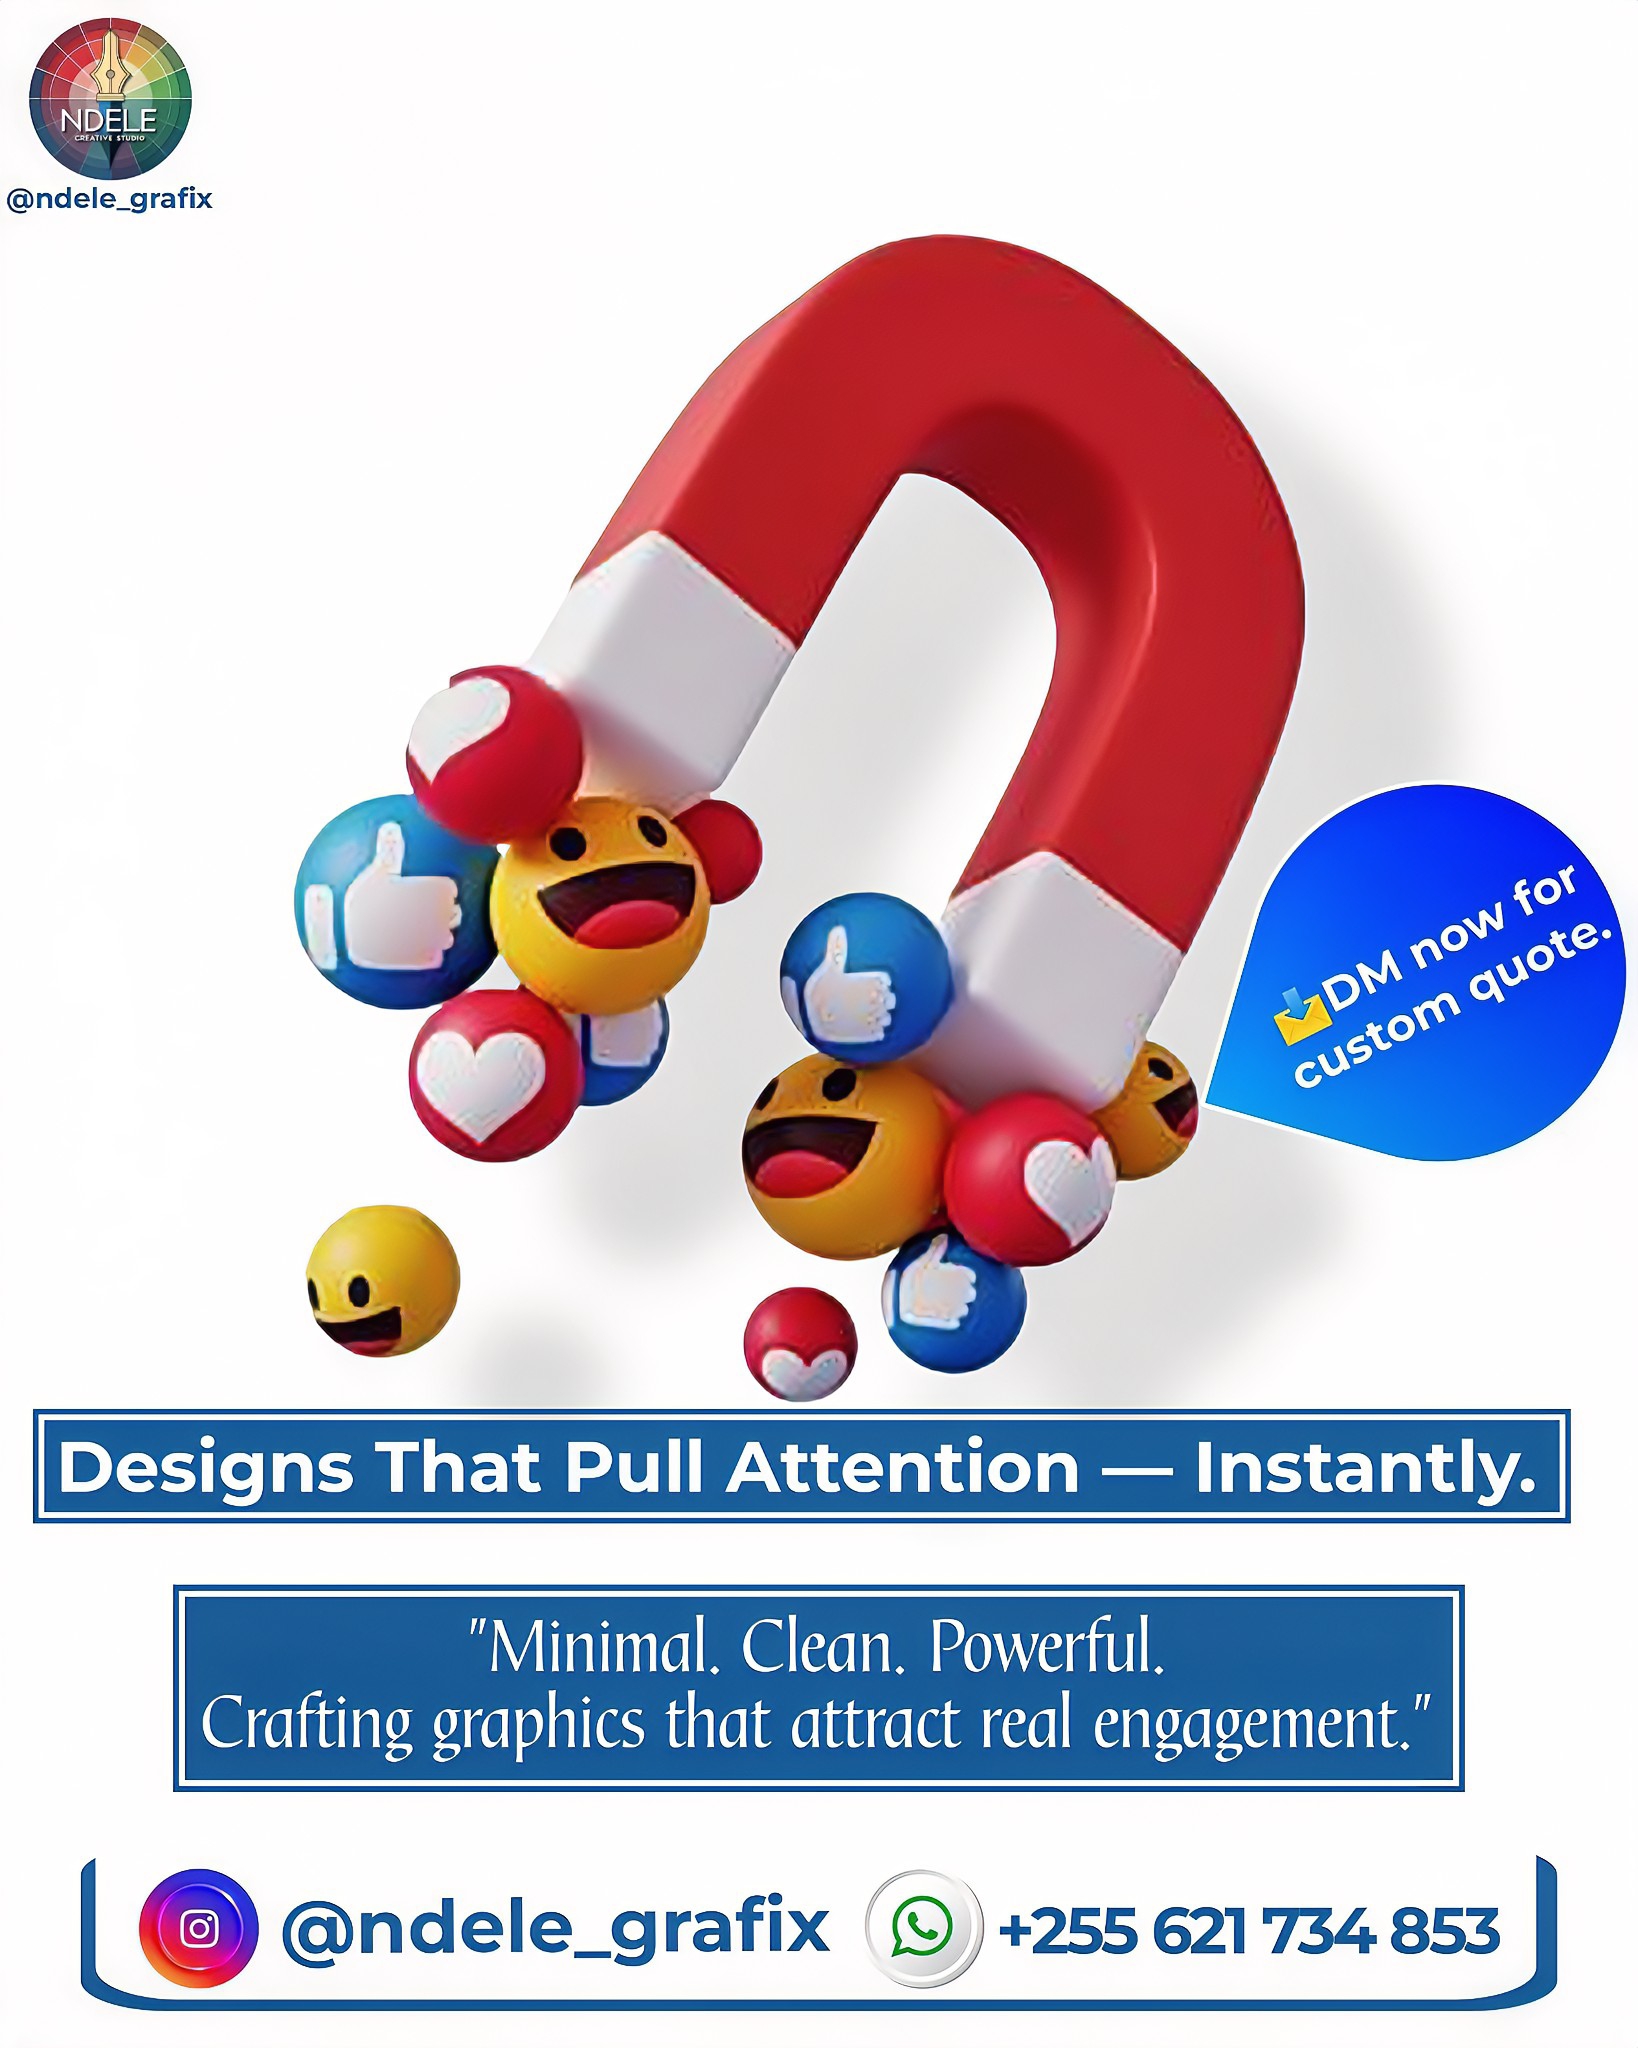 NDELE
CREATIVE STUDIO
@ndele_grafix
📩DM now for
custom quote.
Designs That Pull Attention — Instantly.
"Minimal. Clean. Powerful.
Crafting graphics that attract real engagement."
@ndele_grafix
+255 621 734 853